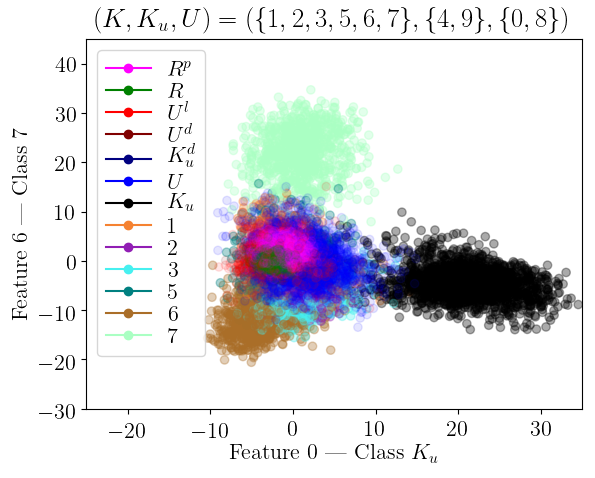 (K, K_u, U) = ({1, 2, 3, 5, 6, 7}, {4, 9}, {0, 8})
Feature 6 — Class 7
40
30
20
10
0
−10
−20
−30
R^p
R
U^l
U^d
K_u^d
U
K_u
1
2
3
5
6
7
−20
−10
0
10
20
30
Feature 0 — Class K_u